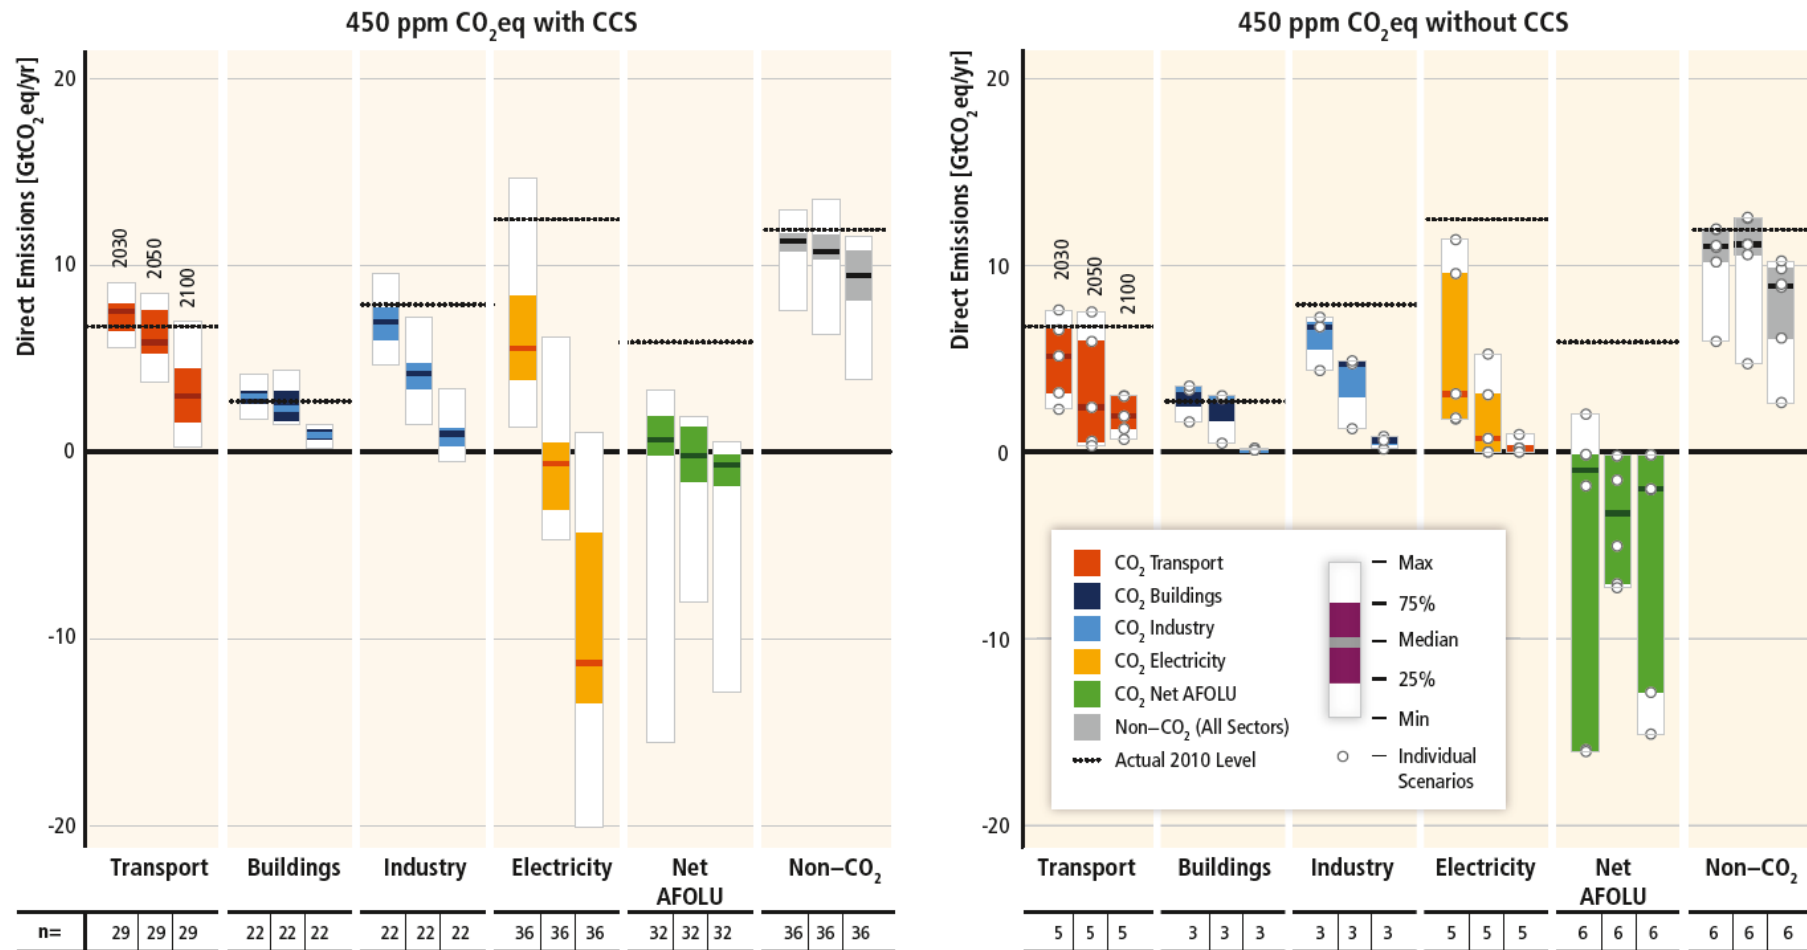 450 ppm CO2eq with CCS
Direct Emissions [GtCO2 eq/yr]
20
10
0
-10
-20
2030
2050
2100
Transport
Buildings
Industry
Electricity
Net
AFOLU
Non–CO2
n= 29 29 29 22 22 22 22 22 22 36 36 36 32 32 32 36 36 36
450 ppm CO2eq without CCS
Direct Emissions [GtCO2 eq/yr]
20
10
0
-10
-20
2030
2050
2100
CO2 Transport
CO2 Buildings
CO2 Industry
CO2 Electricity
CO2 Net AFOLU
Non–CO2 (All Sectors)
Actual 2010 Level
Max
75%
Median
25%
Min
Individual
Scenarios
Transport
Buildings
Industry
Electricity
Net
AFOLU
Non–CO2
5 5 5 3 3 3 3 3 3 5 5 5 6 6 6 6 6 6